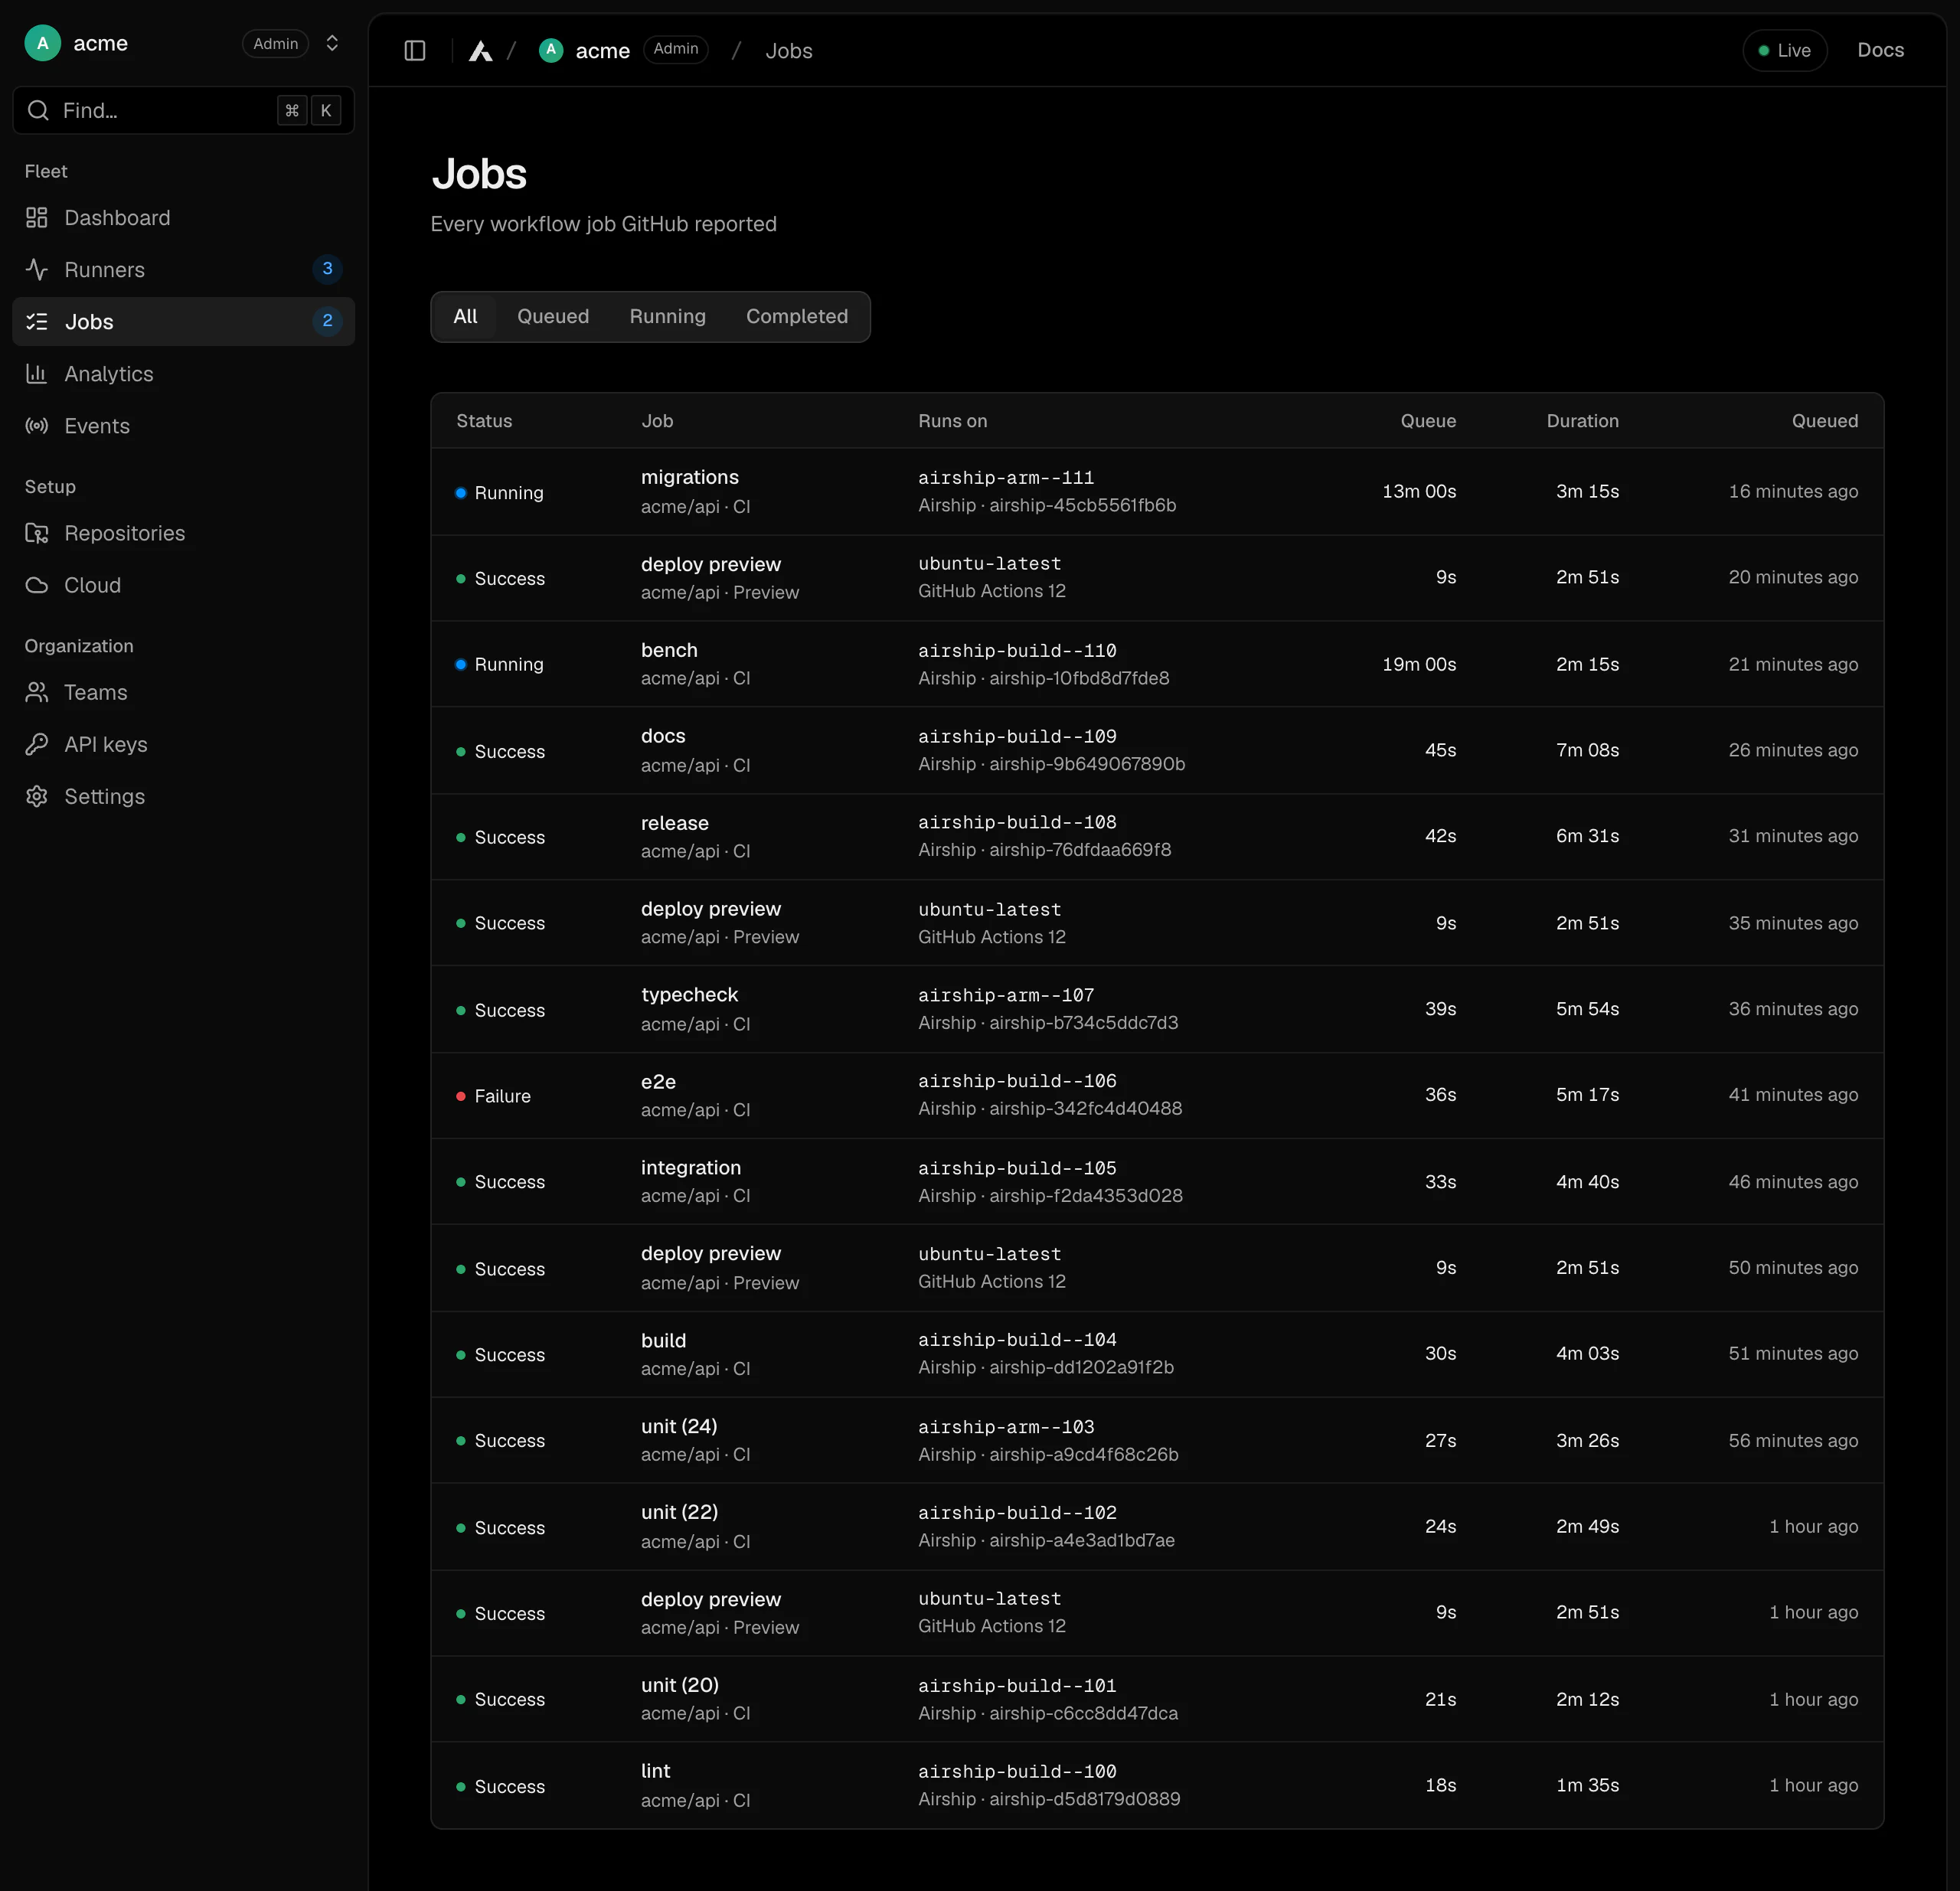 A acme Admin
Find... ⌘ K
Fleet
Dashboard
Runners 3
Jobs 2
Analytics
Events
Setup
Repositories
Cloud
Organization
Teams
API keys
Settings
/ A acme Admin / Jobs
Live Docs
Jobs
Every workflow job GitHub reported
All Queued Running Completed
Status Job Runs on Queue Duration Queued
Running migrations airship-arm--111 13m 00s 3m 15s 16 minutes ago
acme/api · CI Airship · airship-45cb5561fb6b
Success deploy preview ubuntu-latest 9s 2m 51s 20 minutes ago
acme/api · Preview GitHub Actions 12
Running bench airship-build--110 19m 00s 2m 15s 21 minutes ago
acme/api · CI Airship · airship-10fbd8d7fde8
Success docs airship-build--109 45s 7m 08s 26 minutes ago
acme/api · CI Airship · airship-9b649067890b
Success release airship-build--108 42s 6m 31s 31 minutes ago
acme/api · CI Airship · airship-76dfdaa669f8
Success deploy preview ubuntu-latest 9s 2m 51s 35 minutes ago
acme/api · Preview GitHub Actions 12
Success typecheck airship-arm--107 39s 5m 54s 36 minutes ago
acme/api · CI Airship · airship-b734c5ddc7d3
Failure e2e airship-build--106 36s 5m 17s 41 minutes ago
acme/api · CI Airship · airship-342fc4d40488
Success integration airship-build--105 33s 4m 40s 46 minutes ago
acme/api · CI Airship · airship-f2da4353d028
Success deploy preview ubuntu-latest 9s 2m 51s 50 minutes ago
acme/api · Preview GitHub Actions 12
Success build airship-build--104 30s 4m 03s 51 minutes ago
acme/api · CI Airship · airship-dd1202a91f2b
Success unit (24) airship-arm--103 27s 3m 26s 56 minutes ago
acme/api · CI Airship · airship-a9cd4f68c26b
Success unit (22) airship-build--102 24s 2m 49s 1 hour ago
acme/api · CI Airship · airship-a4e3ad1bd7ae
Success deploy preview ubuntu-latest 9s 2m 51s 1 hour ago
acme/api · Preview GitHub Actions 12
Success unit (20) airship-build--101 21s 2m 12s 1 hour ago
acme/api · CI Airship · airship-c6cc8dd47dca
Success lint airship-build--100 18s 1m 35s 1 hour ago
acme/api · CI Airship · airship-d5d8179d0889